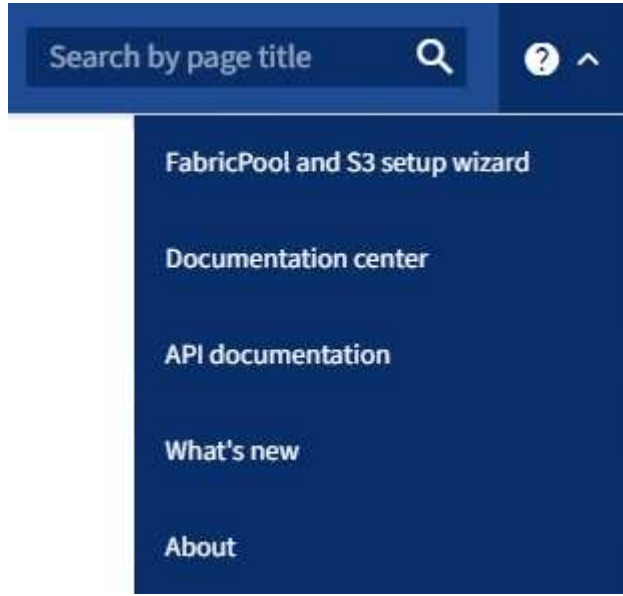 Search by page title
FabricPool and S3 setup wizard
Documentation center
API documentation
What's new
About